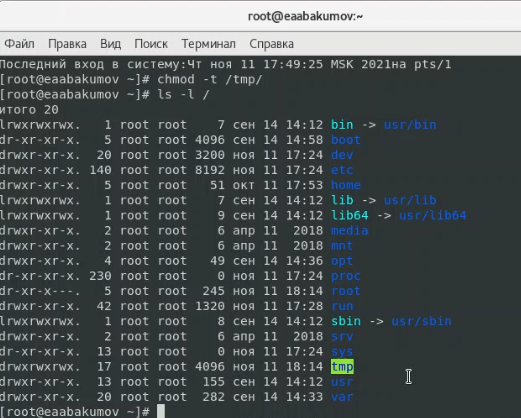 root@eaabakumov:~
Файл Правка Вид Поиск Терминал Справка
Последний вход в систему:Чт ноя 11 17:49:25 MSK 2021на pts/1
[root@eaabakumov ~]# chmod -t /tmp/
[root@eaabakumov ~]# ls -l /
итого 20
lrwxrwxrwx. 1 root root 7 сен 14 14:12 bin -> usr/bin
dr-xr-xr-x. 5 root root 4096 сен 14 14:58 boot
drwxr-xr-x. 20 root root 3200 ноя 11 17:24 dev
drwxr-xr-x. 140 root root 8192 ноя 11 17:24 etc
drwxr-xr-x. 5 root root 51 окт 11 17:53 home
lrwxrwxrwx. 1 root root 7 сен 14 14:12 lib -> usr/lib
lrwxrwxrwx. 1 root root 9 сен 14 14:12 lib64 -> usr/lib64
drwxr-xr-x. 2 root root 6 апр 11 2018 media
drwxr-xr-x. 2 root root 6 апр 11 2018 mnt
drwxr-xr-x. 4 root root 49 сен 14 14:36 opt
dr-xr-xr-x. 230 root root 0 ноя 11 17:24 proc
dr-xr-x---. 5 root root 245 ноя 11 18:14 root
drwxr-xr-x. 42 root root 1320 ноя 11 17:28 run
lrwxrwxrwx. 1 root root 8 сен 14 14:12 sbin -> usr/sbin
drwxr-xr-x. 2 root root 6 апр 11 2018 srv
dr-xr-xr-x. 13 root root 0 ноя 11 17:24 sys
drwxrwxrwx. 17 root root 4096 ноя 11 18:14 tmp
drwxr-xr-x. 13 root root 155 сен 14 14:12 usr
drwxr-xr-x. 20 root root 282 сен 14 14:33 var
[root@eaabakumov ~]#